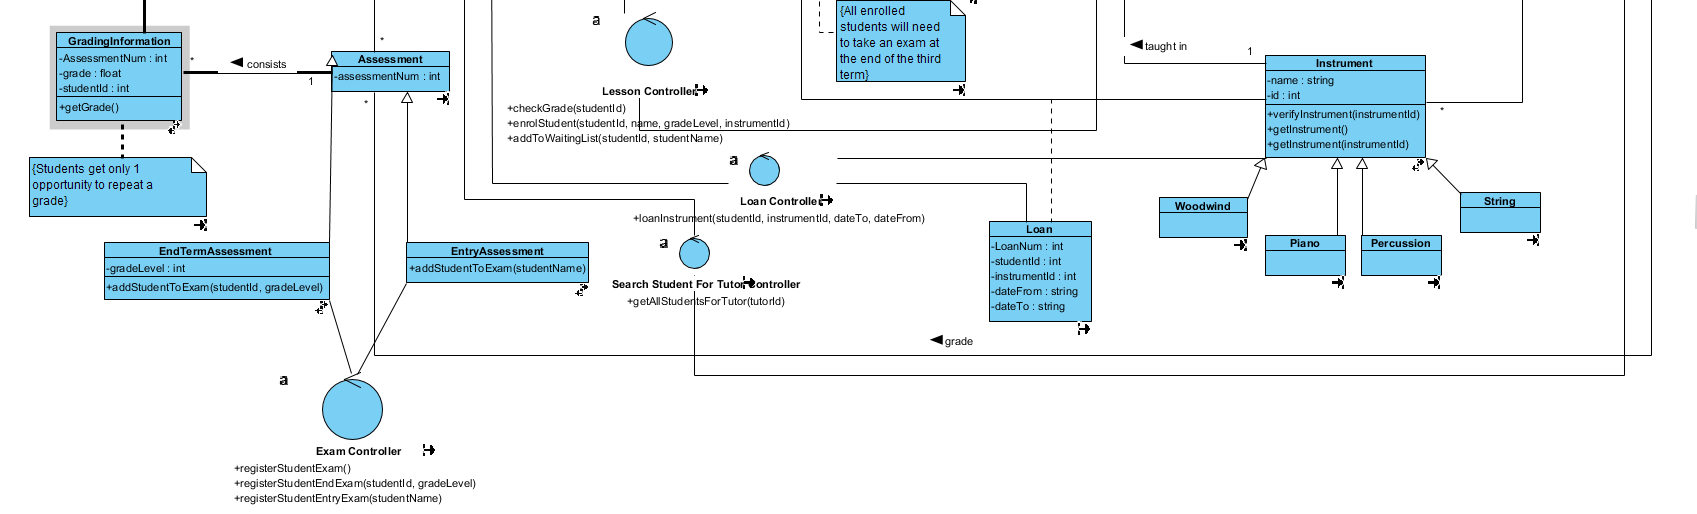 GradingInformation
-AssessmentNum : int
-grade : float
-studentId : int
+getGrade()
*
consists
1
*
Assessment
-assessmentNum : int
*
{Students get only 1
opportunity to repeat a
grade}
EndTermAssessment
-gradeLevel : int
+addStudentToExam(studentId, gradeLevel)
EntryAssessment
+addStudentToExam(studentName)
a
Exam Controller
+registerStudentExam()
+registerStudentEndExam(studentId, gradeLevel)
+registerStudentEntryExam(studentName)
a
Lesson Controller
+checkGrade(studentId)
+enrolStudent(studentId, name, gradeLevel, instrumentId)
+addToWaitingList(studentId, studentName)
a
Loan Controller
+loanInstrument(studentId, instrumentId, dateTo, dateFrom)
a
Search Student For Tutor Controller
+getAllStudentsForTutor(tutorId)
{All enrolled
students will need
to take an exam at
the end of the third
term}
Loan
-LoanNum : int
-studentId : int
-instrumentId : int
-dateFrom : string
-dateTo : string
grade
taught in
1
Instrument
-name : string
-id : int
+verifyInstrument(instrumentId)
+getInstrument()
+getInstrument(instrumentId)
*
Woodwind
Piano
Percussion
String